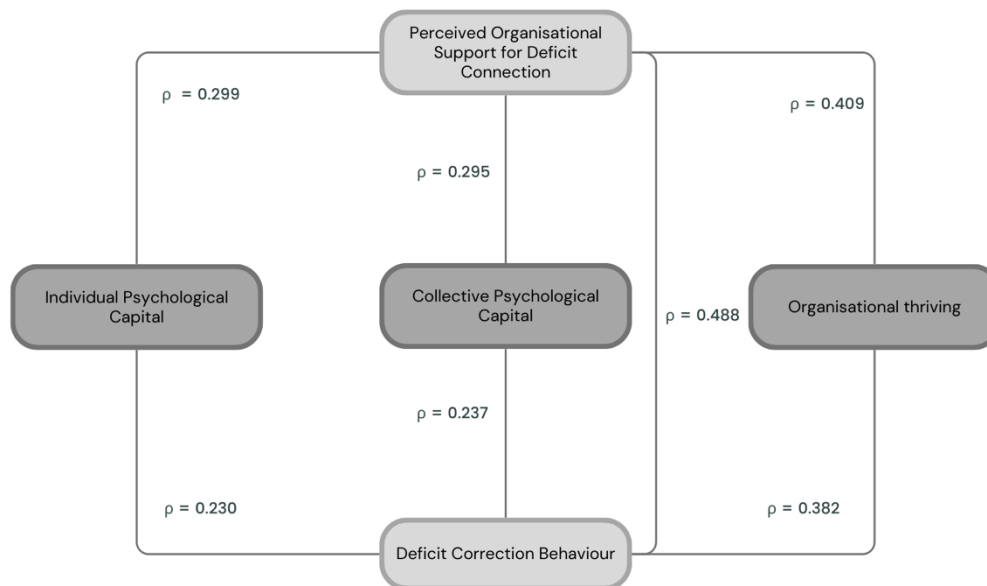 Perceived Organisational
Support for Deficit
Connection
ρ = 0.299
ρ = 0.409
ρ = 0.295
Individual Psychological
Capital
Collective Psychological
Capital
Organisational thriving
ρ = 0.488
ρ = 0.237
ρ = 0.230
ρ = 0.382
Deficit Correction Behaviour